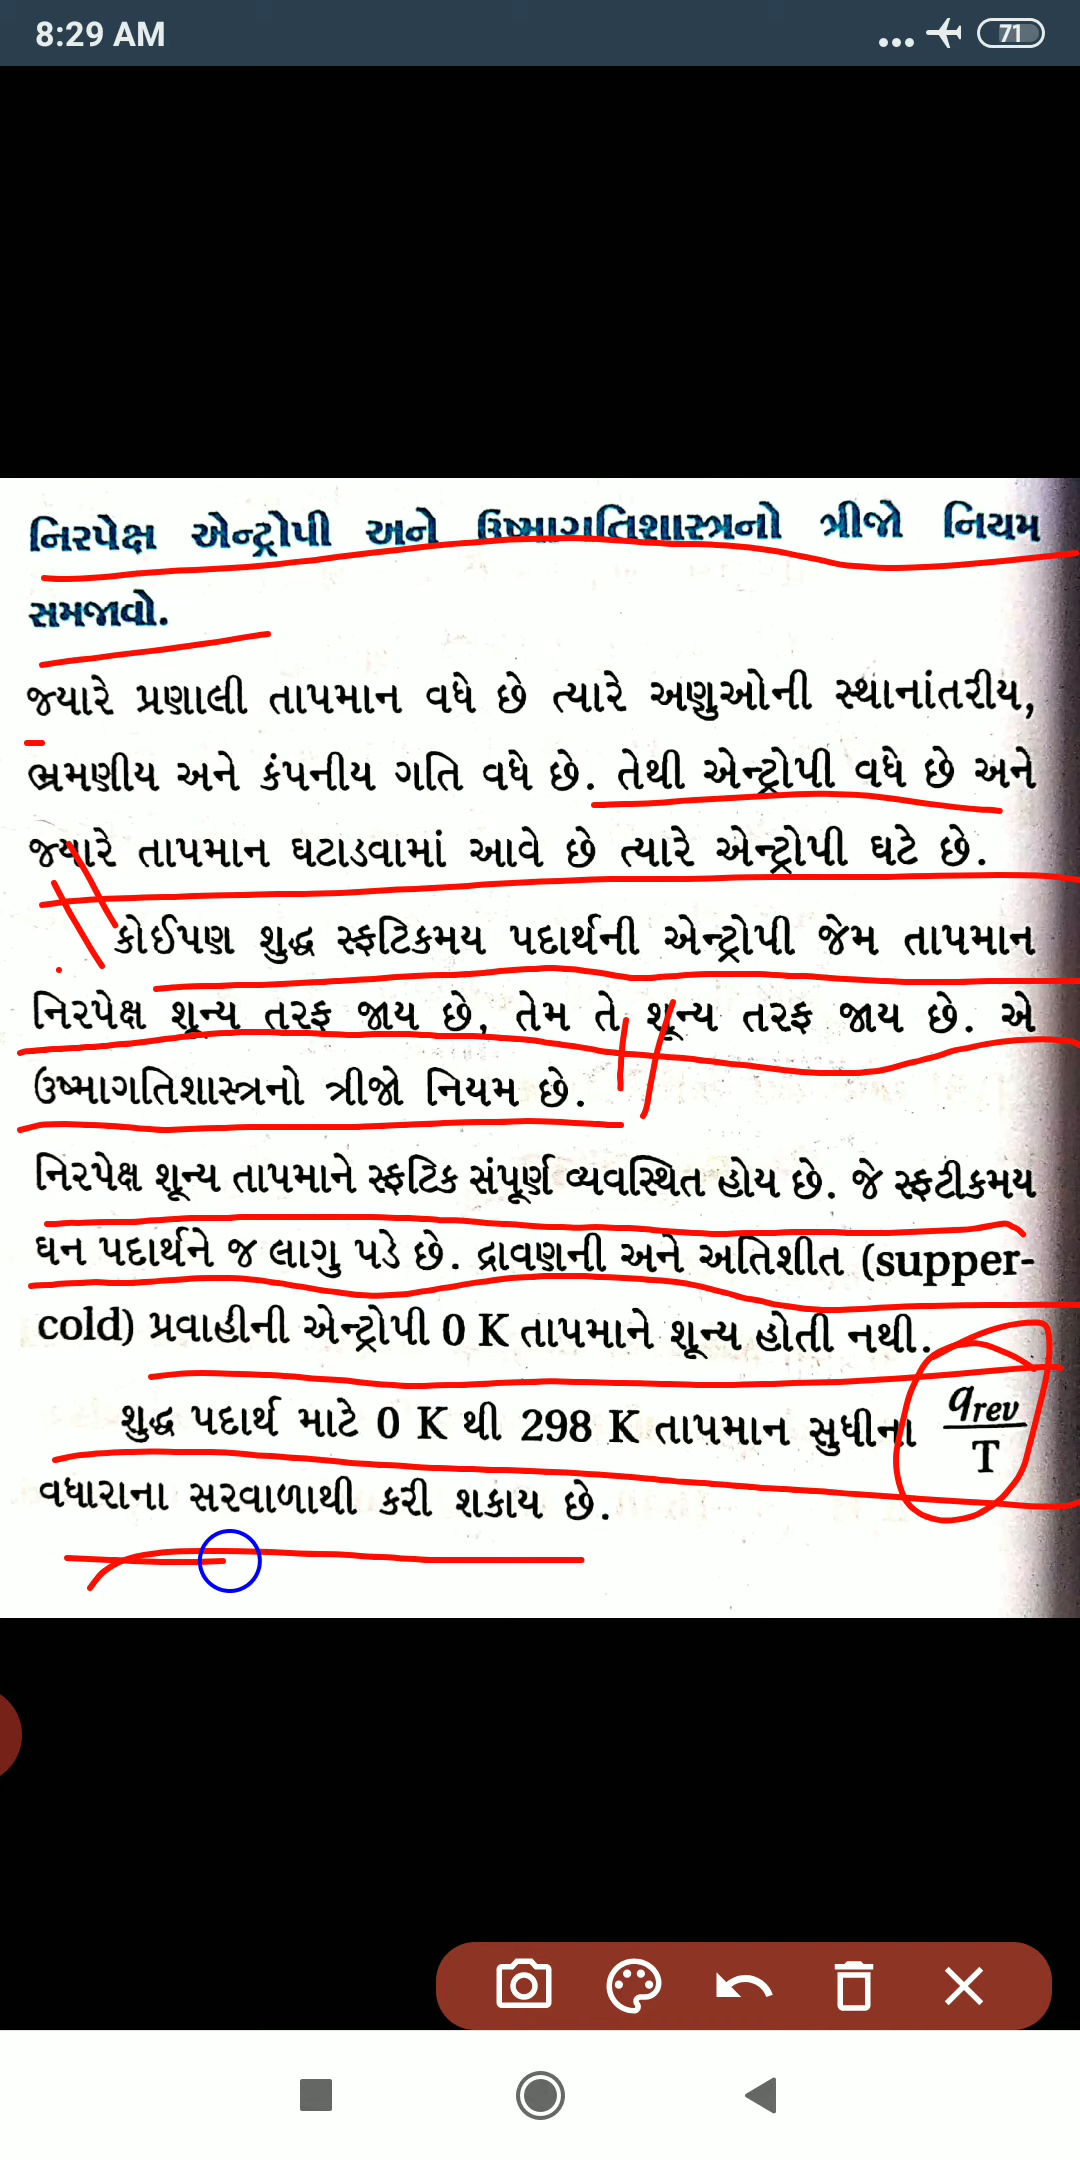 8:29 AM
71
નિરપેક્ષ એન્ટ્રોપી અને ઉષ્માગતિશાસ્ત્રનો ત્રીજો નિયમ
સમજાવો.
જ્યારે પ્રણાલી તાપમાન વધે છે ત્યારે અણુઓની સ્થાનાંતરીય,
ભ્રમણીય અને કંપનીય ગતિ વધે છે. તેથી એન્ટ્રોપી વધે છે અને
જ્યારે તાપમાન ઘટાડવામાં આવે છે ત્યારે એન્ટ્રોપી ઘટે છે.
કોઈપણ શુદ્ધ સ્ફટિકમય પદાર્થની એન્ટ્રોપી જેમ તાપમાન
નિરપેક્ષ શૂન્ય તરફ જાય છે, તેમ તે શૂન્ય તરફ જાય છે. એ
ઉષ્માગતિશાસ્ત્રનો ત્રીજો નિયમ છે.
નિરપેક્ષ શૂન્ય તાપમાને સ્ફટિક સંપૂર્ણ વ્યવસ્થિત હોય છે. જે સ્ફટીકમય
ઘન પદાર્થને જ લાગુ પડે છે. દ્રાવણની અને અતિશીત (supper-
cold) પ્રવાહીની એન્ટ્રોપી 0 K તાપમાને શૂન્ય હોતી નથી.
શુદ્ધ પદાર્થ માટે 0 K થી 298 K તાપમાન સુધીના qrev/T
વધારાના સરવાળાથી કરી શકાય છે.